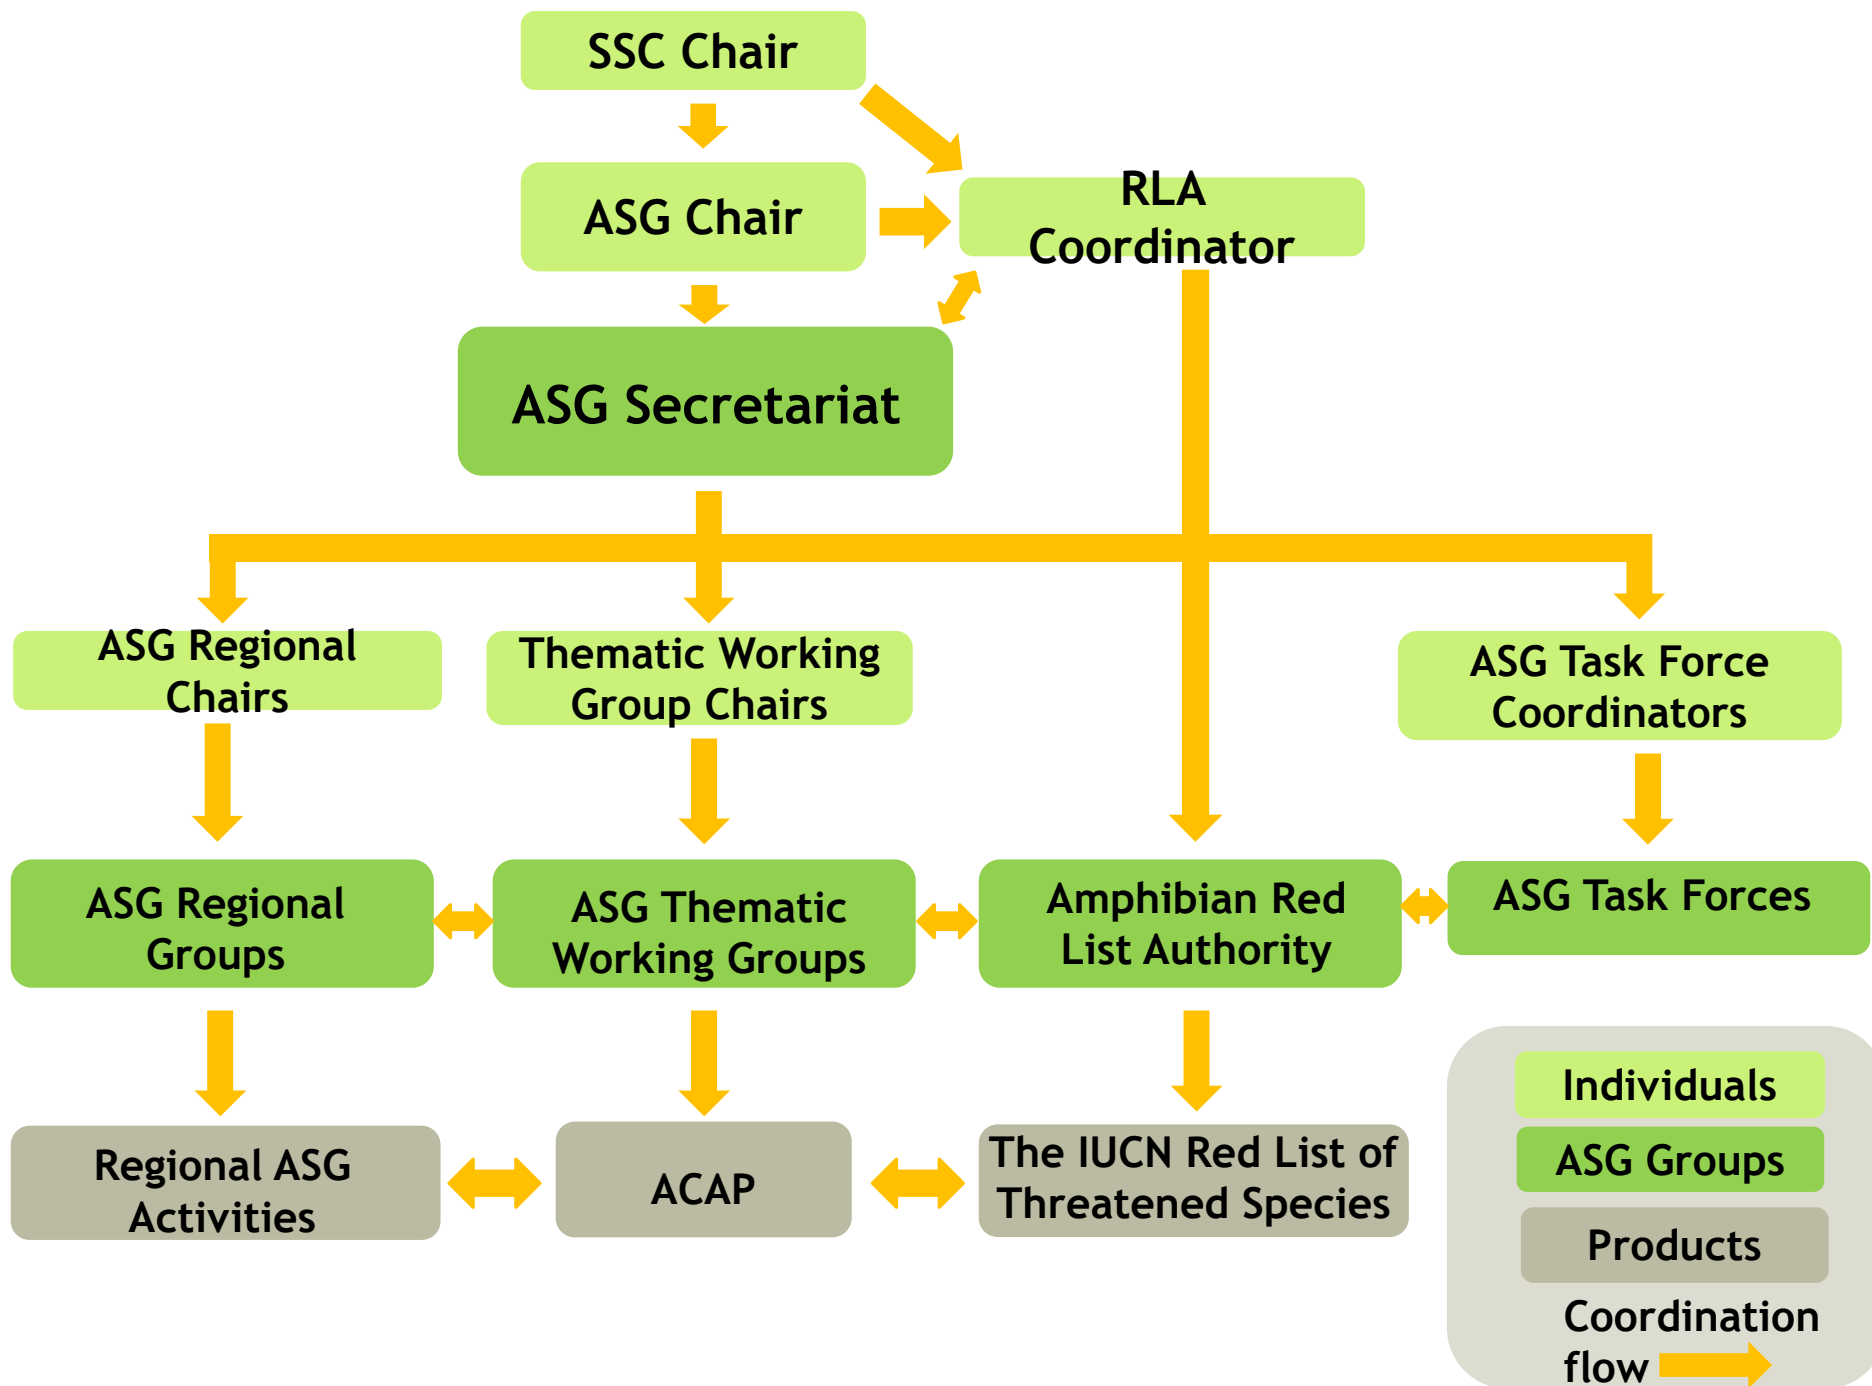 SSC Chair
ASG Chair
RLA
Coordinator
ASG Secretariat
ASG Regional
Chairs
Thematic Working
Group Chairs
ASG Task Force
Coordinators
ASG Regional
Groups
ASG Thematic
Working Groups
Amphibian Red
List Authority
ASG Task Forces
Regional ASG
Activities
ACAP
The IUCN Red List of
Threatened Species
Individuals
ASG Groups
Products
Coordination
flow